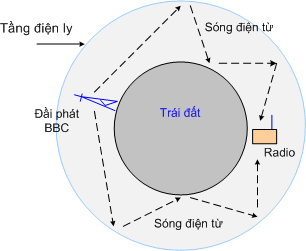 Tầng điện ly
Sóng điện từ
Đài phát
BBC
Trái đất
Radio
Sóng điện từ